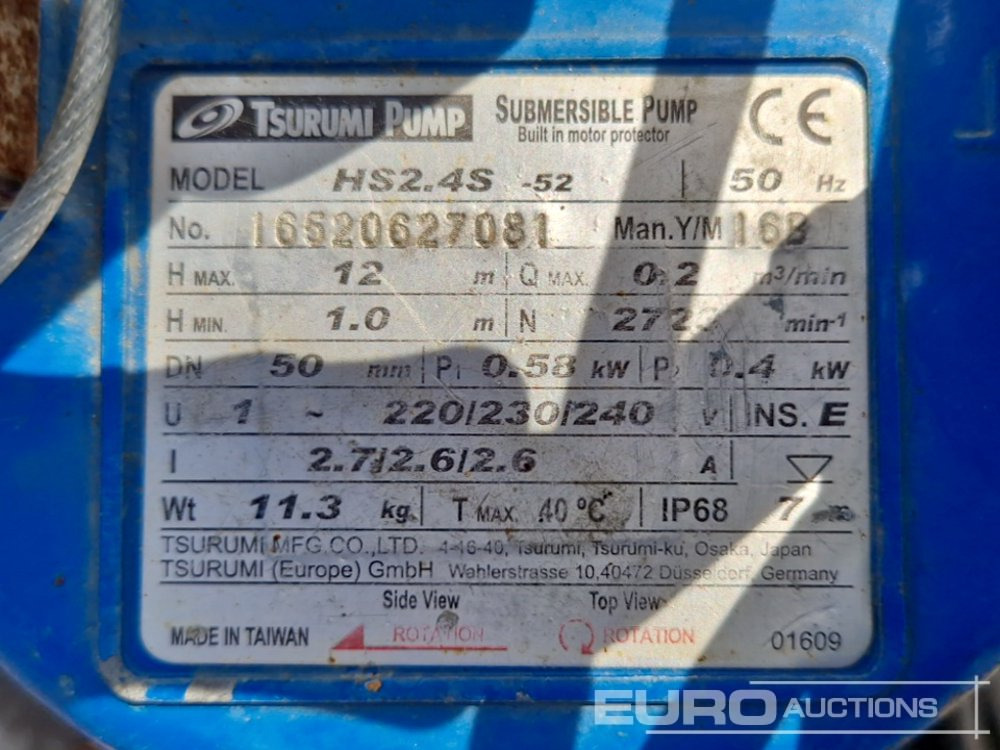 TSURUMI PUMP SUBMERSIBLE PUMP CE
Built in motor protector
MODEL HS2.4S -52 50 Hz
No. 16520627081 Man.Y/M 16B
H MAX. 12 m Q MAX. 0.2 m³/min
H MIN. 1.0 m N min-1
DN 50 mm P1 0.58 kW P2 0.4 kW
U 1 ~ 220/230/240 V INS. E
I 2.7/2.6/2.6 A
Wt 11.3 kg T MAX. 40 °C IP68 7 m
TSURUMI MFG.CO.,LTD. 4-16-40, Tsurumi, Tsurumi-ku, Osaka, Japan
TSURUMI (Europe) GmbH Wahlerstrasse 10,40472 Düsseldorf, Germany
Side View Top View
MADE IN TAIWAN ROTATION ROTATION 01609
EURO AUCTIONS